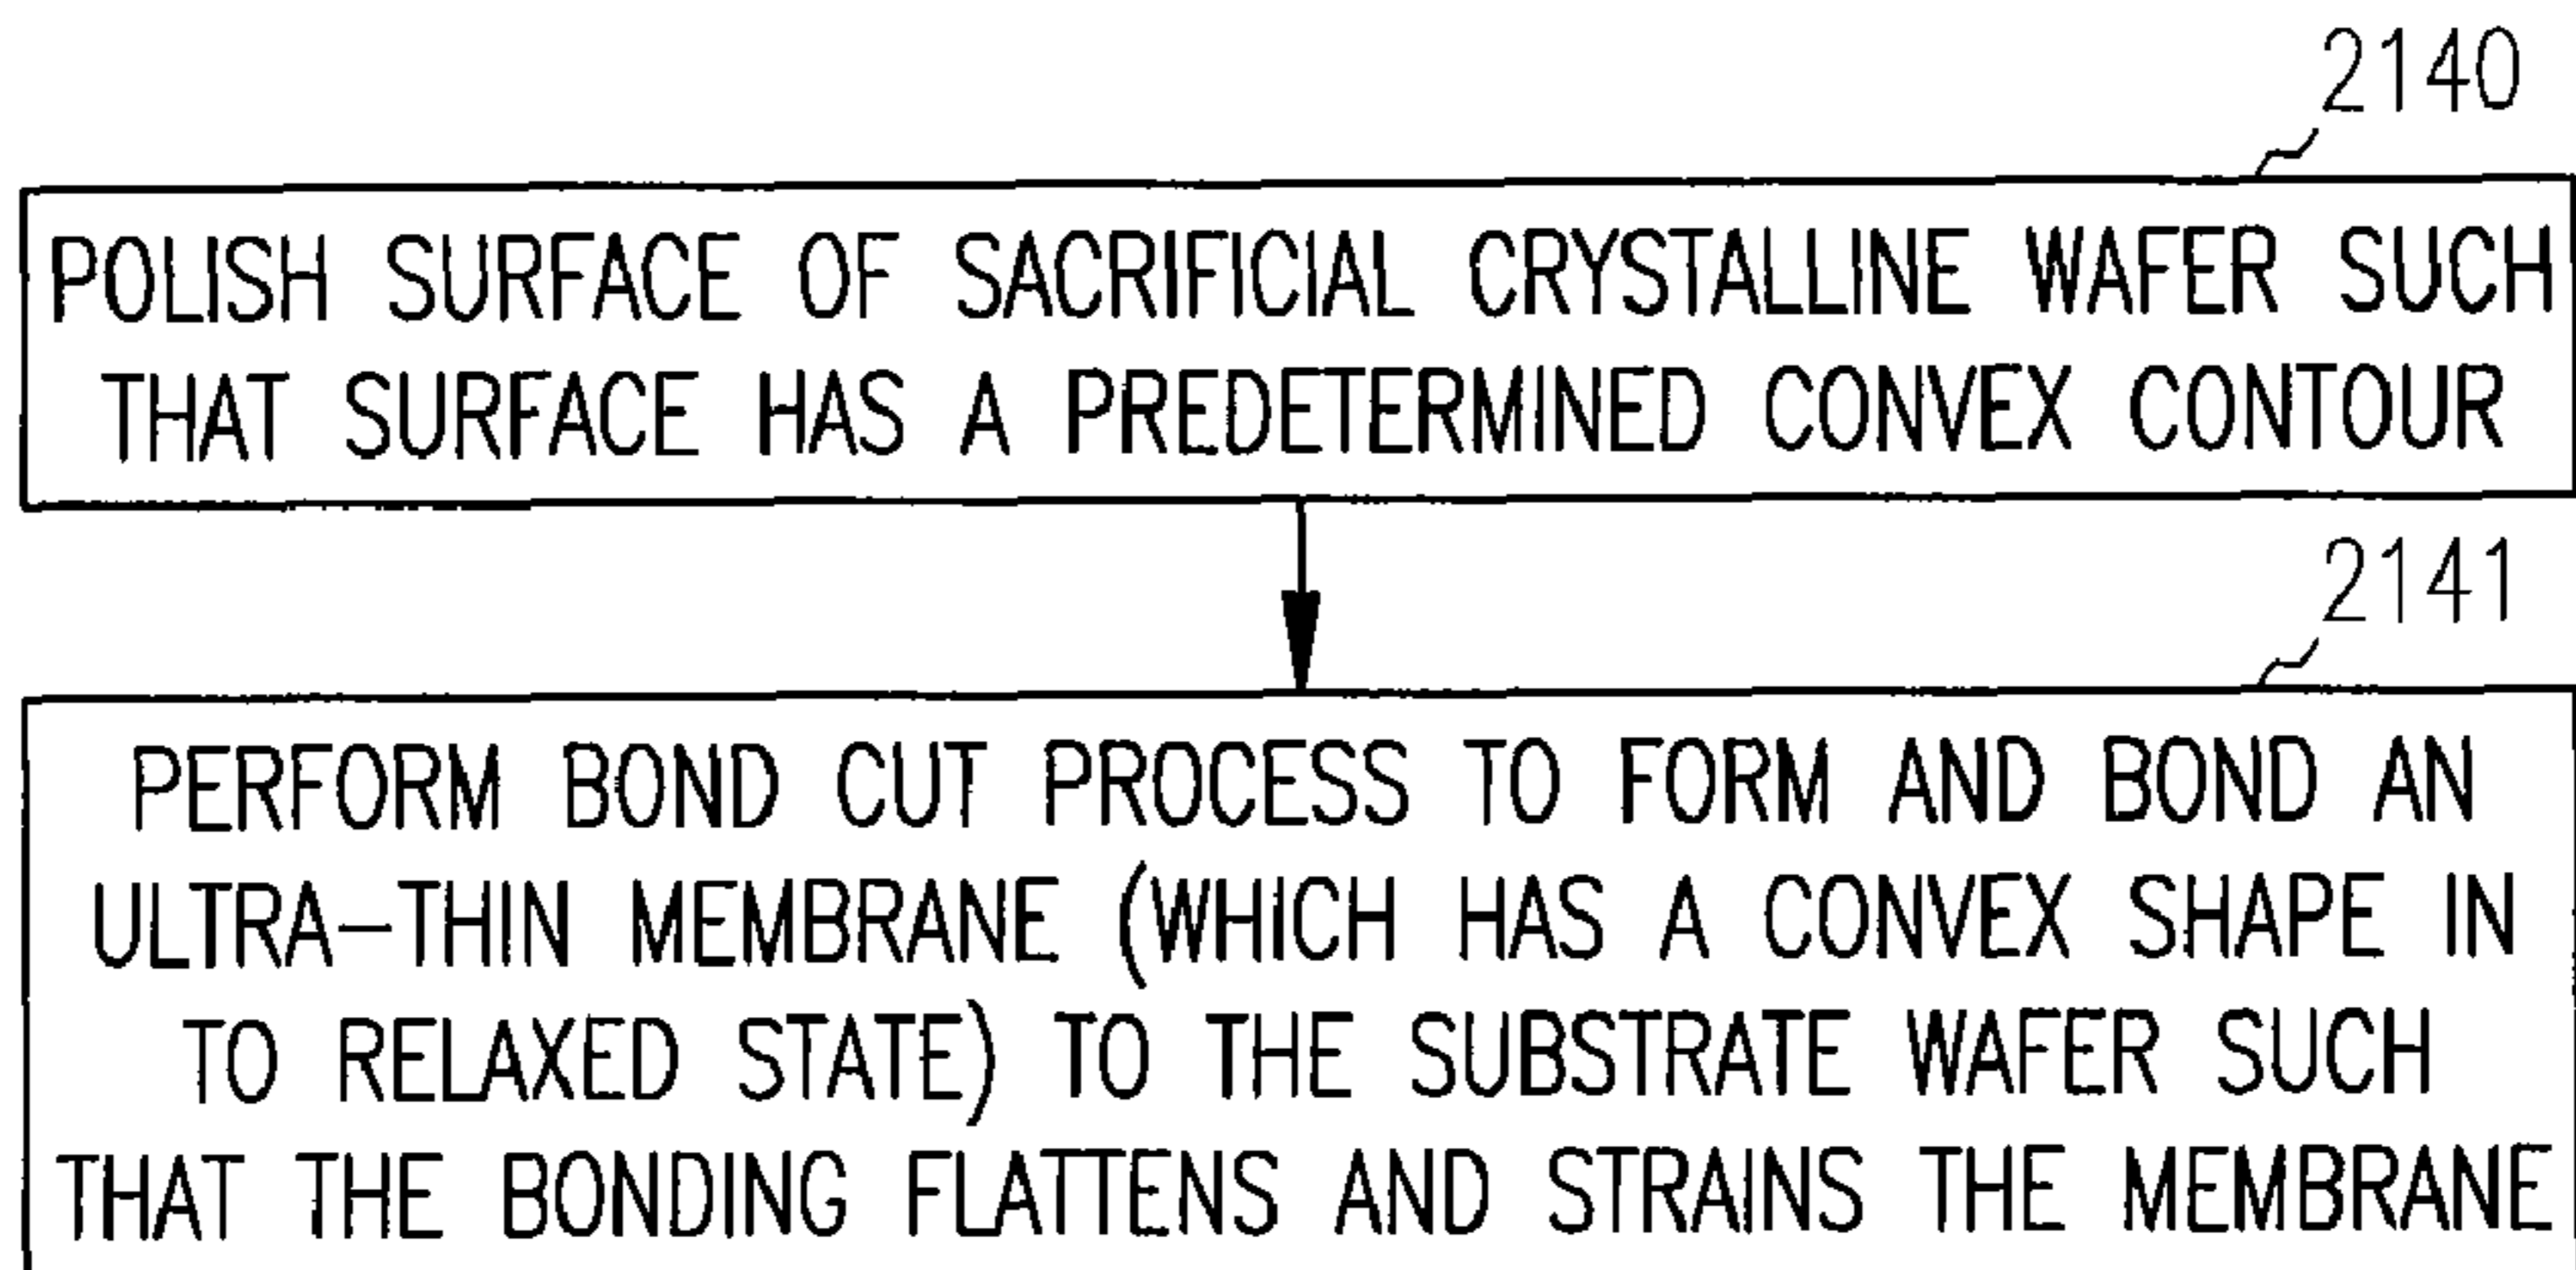 2140
POLISH SURFACE OF SACRIFICIAL CRYSTALLINE WAFER SUCH
THAT SURFACE HAS A PREDETERMINED CONVEX CONTOUR
2141
PERFORM BOND CUT PROCESS TO FORM AND BOND AN
ULTRA-THIN MEMBRANE (WHICH HAS A CONVEX SHAPE IN
TO RELAXED STATE) TO THE SUBSTRATE WAFER SUCH
THAT THE BONDING FLATTENS AND STRAINS THE MEMBRANE